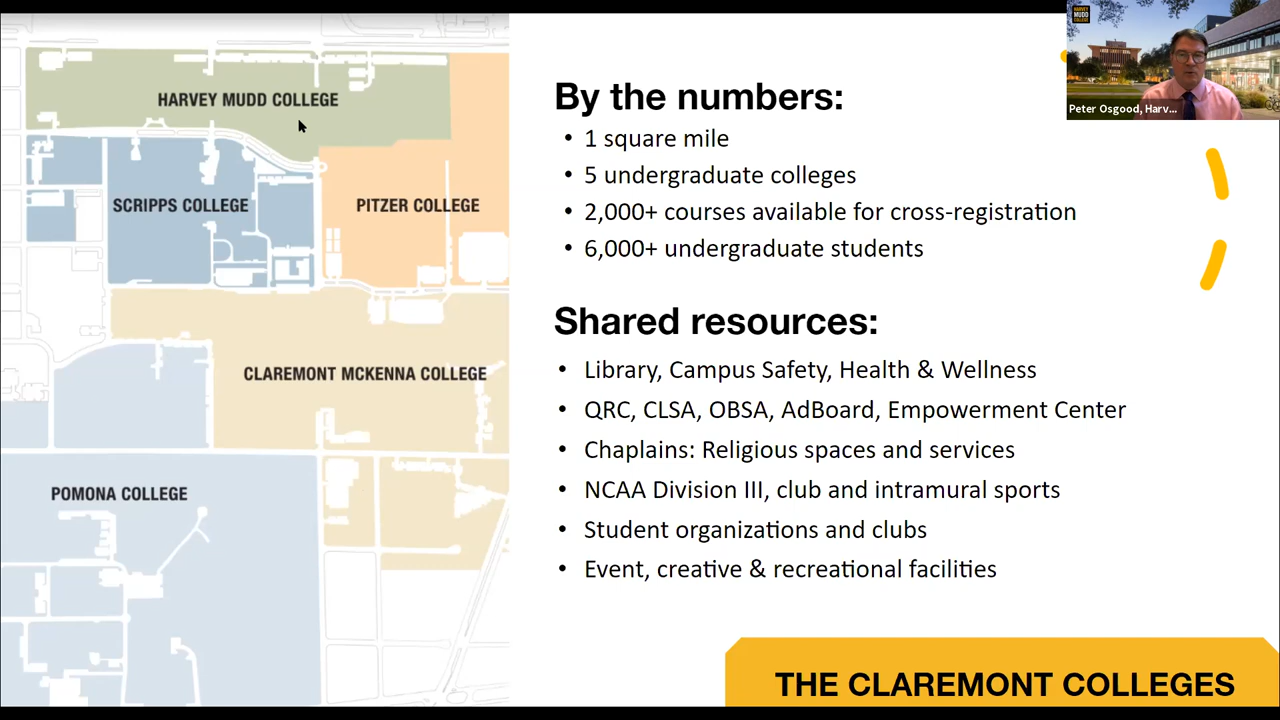 HARVEY MUDD COLLEGE
SCRIPPS COLLEGE
PITZER COLLEGE
CLAREMONT MCKENNA COLLEGE
POMONA COLLEGE
By the numbers:
• 1 square mile
• 5 undergraduate colleges
• 2,000+ courses available for cross-registration
• 6,000+ undergraduate students
Shared resources:
• Library, Campus Safety, Health & Wellness
• QRC, CLSA, OBSA, AdBoard, Empowerment Center
• Chaplains: Religious spaces and services
• NCAA Division III, club and intramural sports
• Student organizations and clubs
• Event, creative & recreational facilities
THE CLAREMONT COLLEGES
HARVEY
MUDD
COLLEGE
Peter Osgood, Harv...